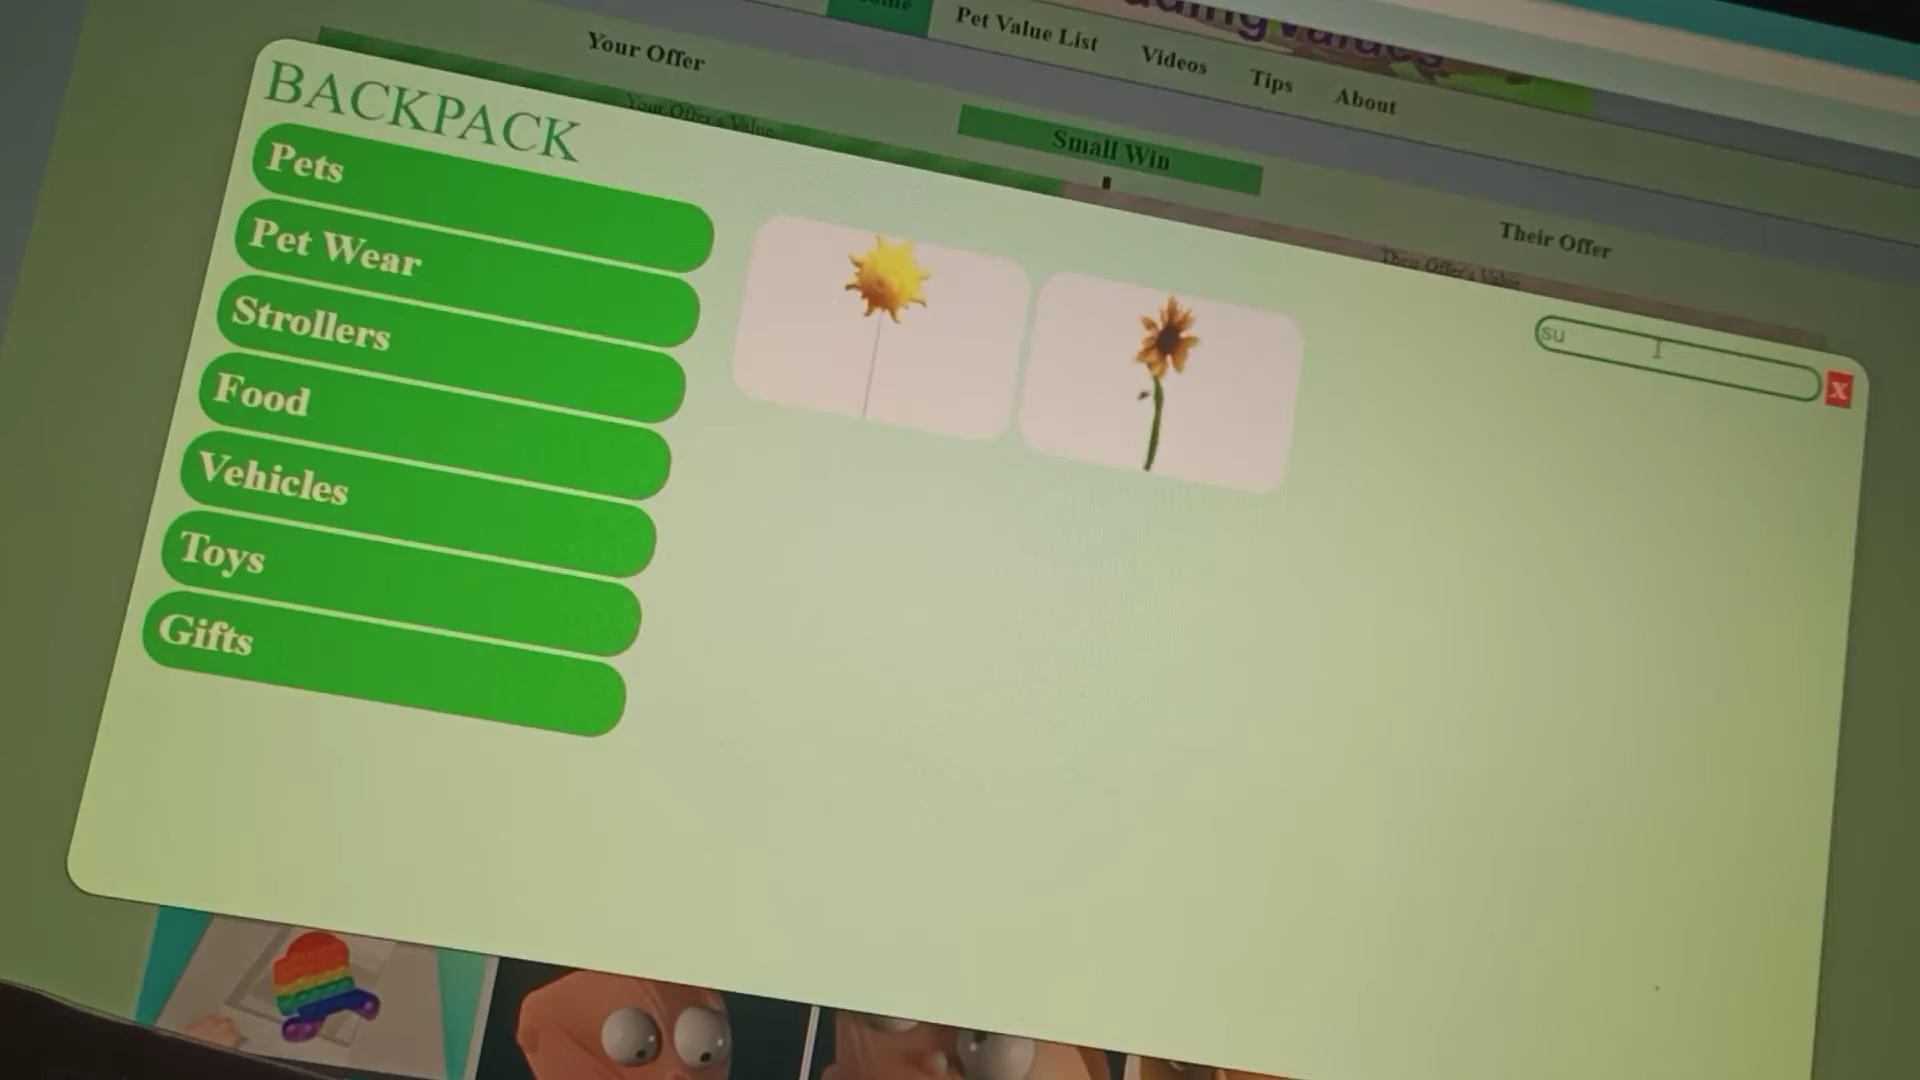 Pet Value List
Videos
Tips
About
Your Offer
Your Offer's Value
Small Win
Their Offer
Their Offer's Value
BACKPACK
su
X
Pets
Pet Wear
Strollers
Food
Vehicles
Toys
Gifts